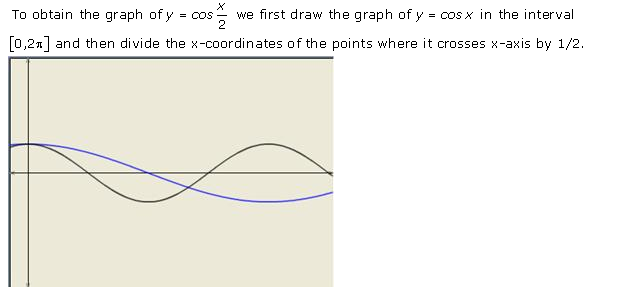 To obtain the graph of y = cos x/2 we first draw the graph of y = cos x in the interval
[0,2π] and then divide the x-coordinates of the points where it crosses x-axis by 1/2.